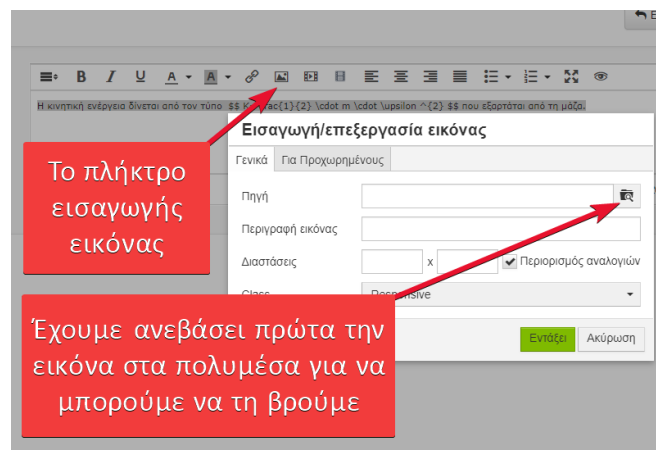 Ε
B I U A A
Η κινητική ενέργεια δίνεται από τον τύπο $$ K \frac{1}{2} \cdot m \cdot \upsilon ^{2} $$ που εξαρτάται από τη μάζα.
Εισαγωγή/επεξεργασία εικόνας
Γενικά Για Προχωρημένους
Το πλήκτρο
εισαγωγής
εικόνας
Πηγή
Περιγραφή εικόνας
Διαστάσεις x Περιορισμός αναλογιών
Class Responsive
Έχουμε ανεβάσει πρώτα την
εικόνα στα πολυμέσα για να
μπορούμε να τη βρούμε
Εντάξει Ακύρωση